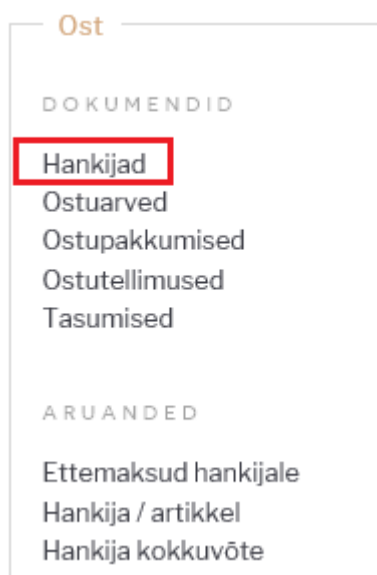 Ost
DOKUMENDID
Hankijad
Ostuarved
Ostupakkumised
Ostutellimused
Tasumised
ARUANDED
Ettemaksud hankijale
Hankija / artikkel
Hankija kokkuvõte